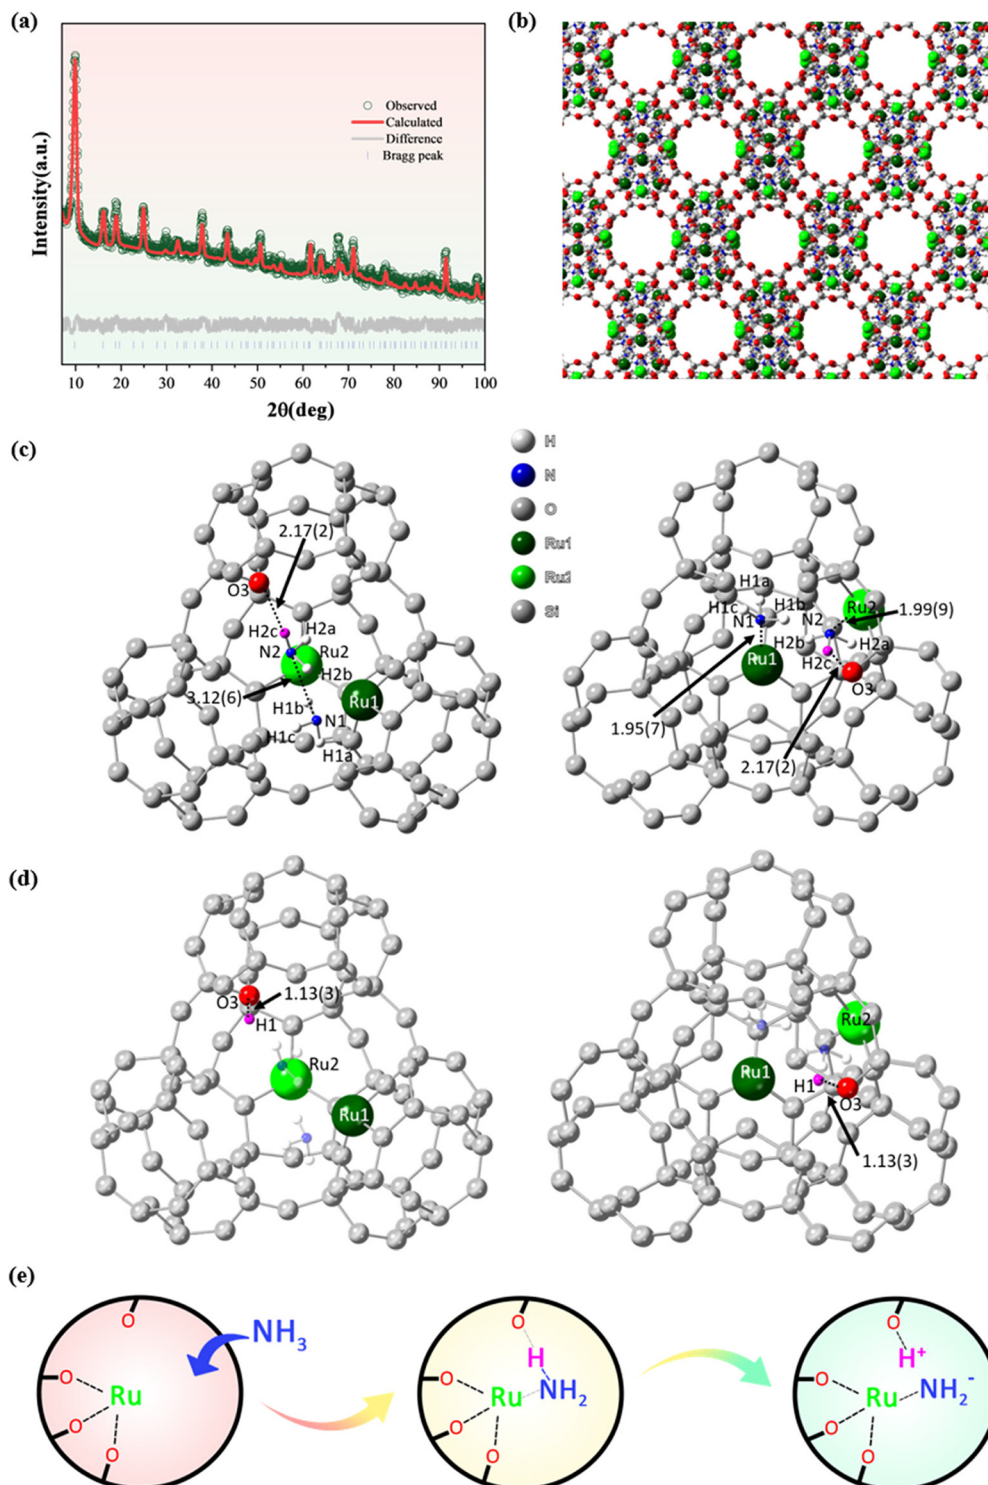 (a)
Intensity(a.u.)
Observed
Calculated
Difference
Bragg peak
10 20 30 40 50 60 70 80 90 100
2θ(deg)
(b)
(c)
2.17(2)
O3
H2c
H2a
N2
Ru2
H2b
3.12(6)
Ru1
H1b
N1
H1c
H1a
H
N
O
Ru1
Ru2
Si
H1a
H1c
H1b
N1
N2
Ru2
1.99(9)
H2b
H2a
H2c
Ru1
O3
1.95(7)
2.17(2)
(d)
O3
1.13(3)
H1
Ru2
Ru1
Ru2
Ru1
H1
O3
1.13(3)
(e)
O
NH₃
O
Ru
O
O
O
H
O
Ru
NH₂
O
O
O
H⁺
O
Ru
NH₂⁻
O
O